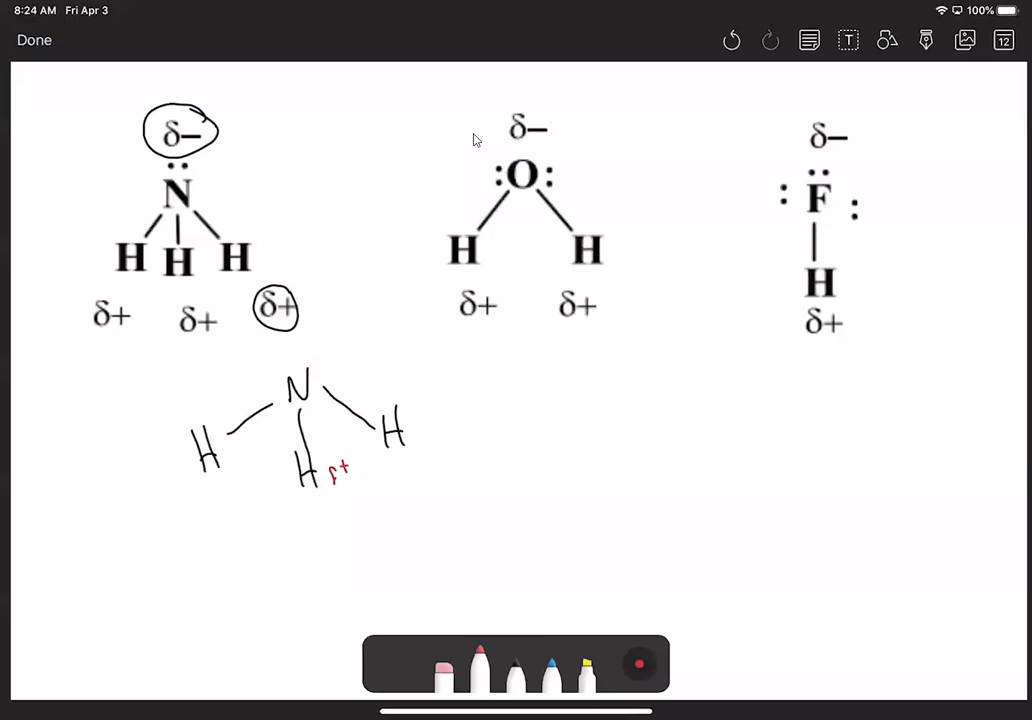 8:24 AM Fri Apr 3
100%
Done
T
12
δ– δ– δ–
:O: :F:
N
H H H H H H
δ+ δ+ δ+ δ+ δ+ δ+
N
H H H δ+